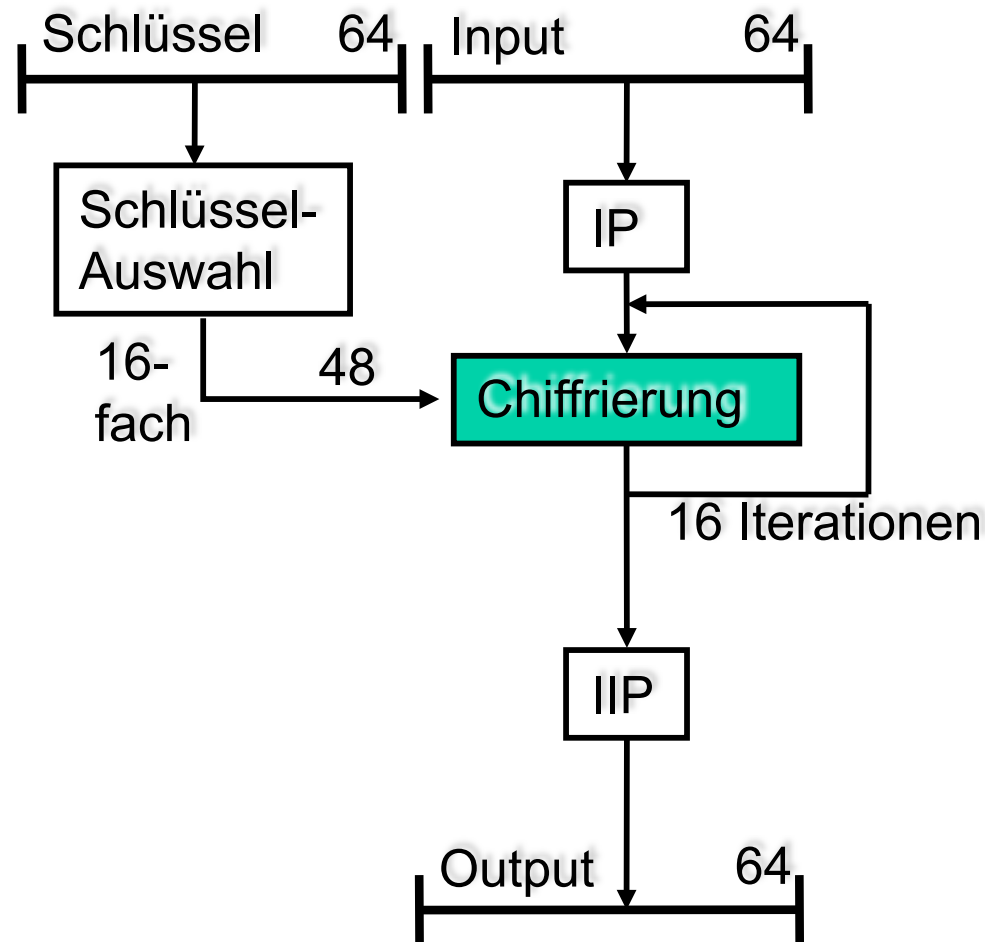 Schlüssel 64
Input 64
Schlüssel-
Auswahl
IP
16-
fach
48
Chiffrierung
16 Iterationen
IIP
Output 64